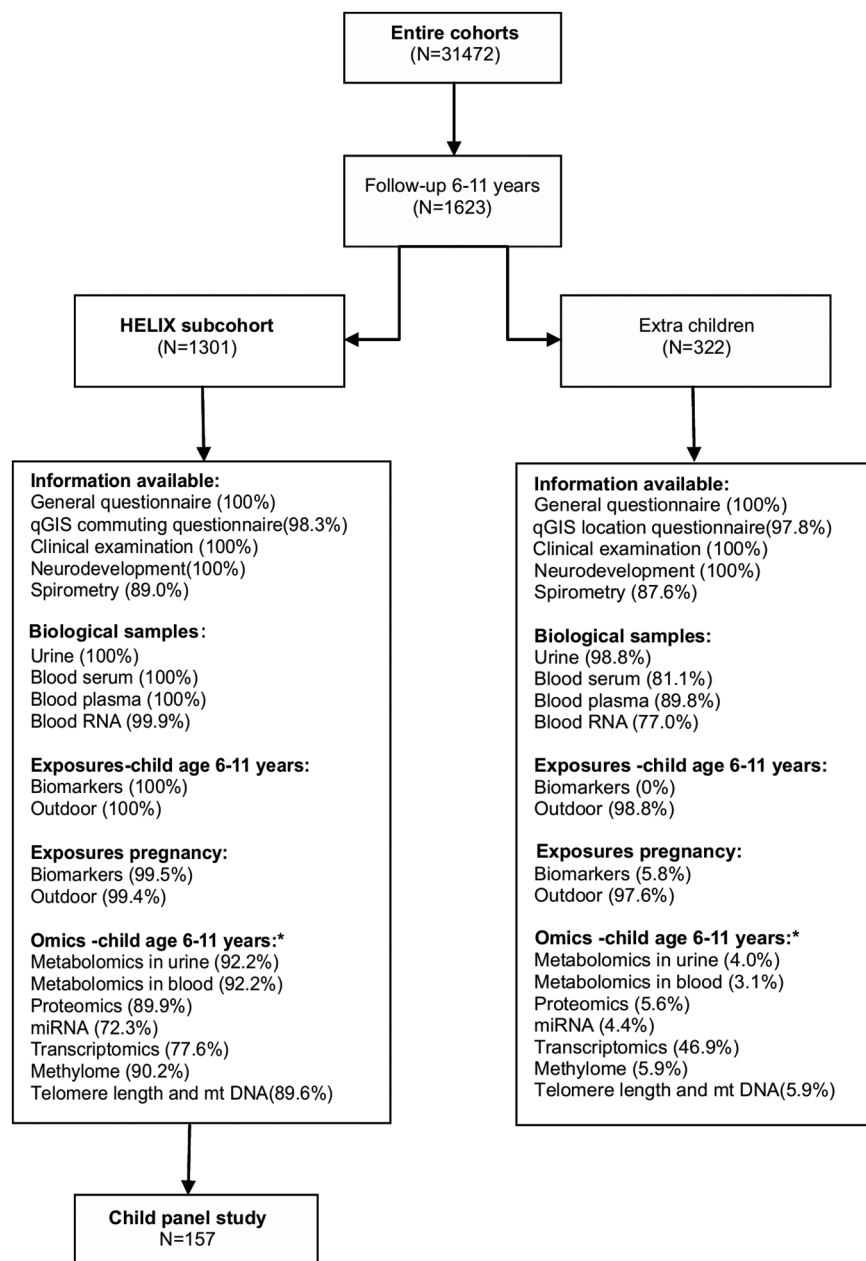 Entire cohorts
(N=31472)
Follow-up 6-11 years
(N=1623)
HELIX subcohort
(N=1301)
Extra children
(N=322)
Information available:
General questionnaire (100%)
qGIS commuting questionnaire(98.3%)
Clinical examination (100%)
Neurodevelopment(100%)
Spirometry (89.0%)
Biological samples:
Urine (100%)
Blood serum (100%)
Blood plasma (100%)
Blood RNA (99.9%)
Exposures-child age 6-11 years:
Biomarkers (100%)
Outdoor (100%)
Exposures pregnancy:
Biomarkers (99.5%)
Outdoor (99.4%)
Omics -child age 6-11 years:*
Metabolomics in urine (92.2%)
Metabolomics in blood (92.2%)
Proteomics (89.9%)
miRNA (72.3%)
Transcriptomics (77.6%)
Methylome (90.2%)
Telomere length and mt DNA(89.6%)
Information available:
General questionnaire (100%)
qGIS location questionnaire(97.8%)
Clinical examination (100%)
Neurodevelopment (100%)
Spirometry (87.6%)
Biological samples:
Urine (98.8%)
Blood serum (81.1%)
Blood plasma (89.8%)
Blood RNA (77.0%)
Exposures -child age 6-11 years:
Biomarkers (0%)
Outdoor (98.8%)
Exposures pregnancy:
Biomarkers (5.8%)
Outdoor (97.6%)
Omics -child age 6-11 years:*
Metabolomics in urine (4.0%)
Metabolomics in blood (3.1%)
Proteomics (5.6%)
miRNA (4.4%)
Transcriptomics (46.9%)
Methylome (5.9%)
Telomere length and mt DNA(5.9%)
Child panel study
N=157